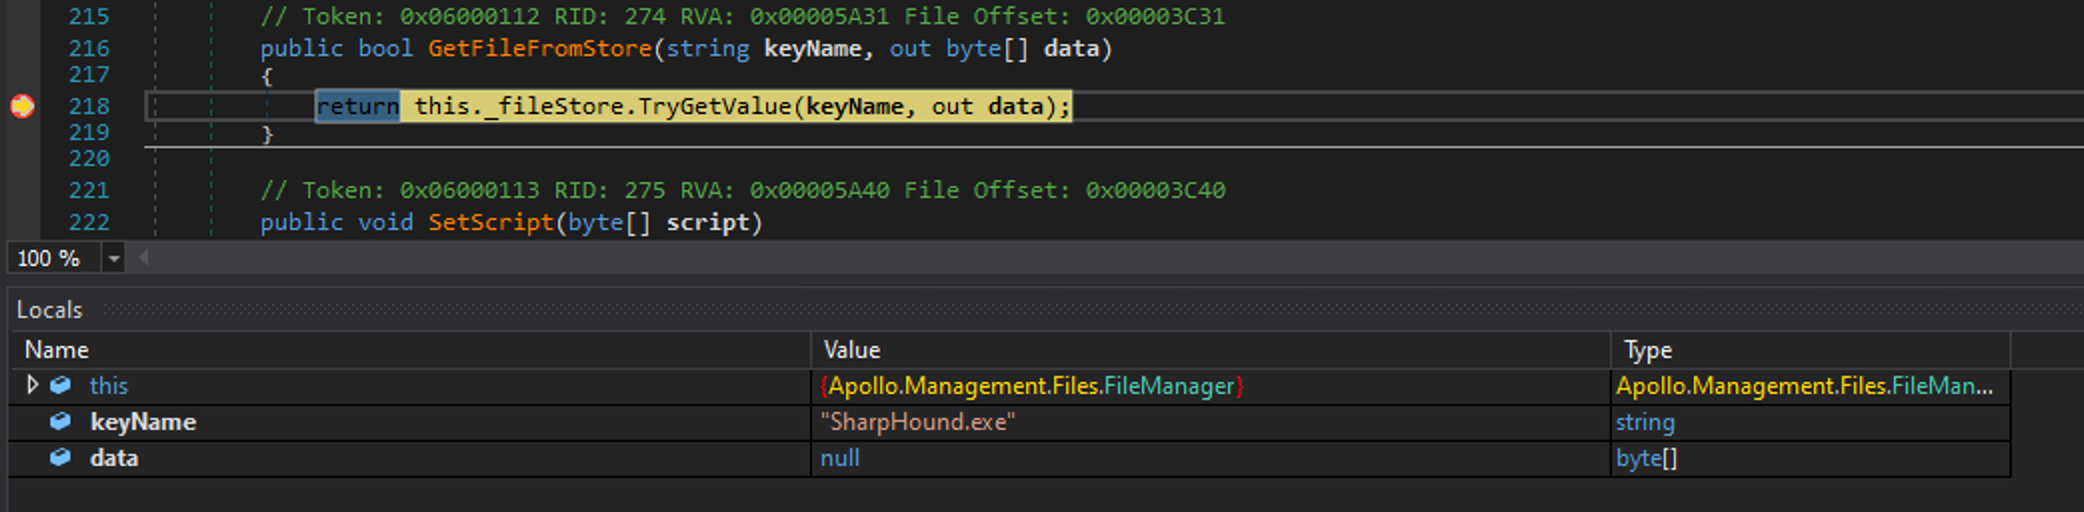 215 // Token: 0x06000112 RID: 274 RVA: 0x00005A31 File Offset: 0x00003C31
216 public bool GetFileFromStore(string keyName, out byte[] data)
217 {
218 return this._fileStore.TryGetValue(keyName, out data);
219 }
220
221 // Token: 0x06000113 RID: 275 RVA: 0x00005A40 File Offset: 0x00003C40
222 public void SetScript(byte[] script)
100 %
Locals
Name Value Type
this {Apollo.Management.Files.FileManager} Apollo.Management.Files.FileMan...
keyName "SharpHound.exe" string
data null byte[]